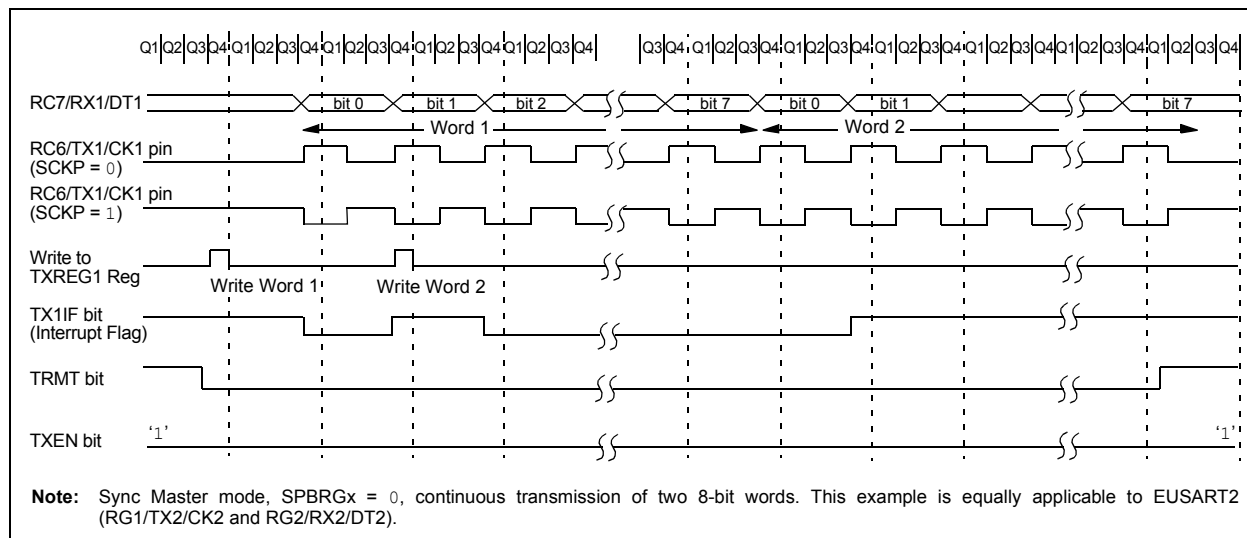 Q1 Q2 Q3 Q4 Q1 Q2 Q3 Q4 Q1 Q2 Q3 Q4 Q1 Q2 Q3 Q4 Q1 Q2 Q3 Q4 Q3 Q4 Q1 Q2 Q3 Q4 Q1 Q2 Q3 Q4 Q1 Q2 Q3 Q4 Q1 Q2 Q3 Q4 Q1 Q2 Q3 Q4 Q1 Q2 Q3 Q4
RC7/RX1/DT1 bit 0 bit 1 bit 2 bit 7 bit 0 bit 1 bit 7
Word 1 Word 2
RC6/TX1/CK1 pin
(SCKP = 0)
RC6/TX1/CK1 pin
(SCKP = 1)
Write to
TXREG1 Reg
Write Word 1 Write Word 2
TX1IF bit
(Interrupt Flag)
TRMT bit
TXEN bit ‘1’ ‘1’
Note: Sync Master mode, SPBRGx = 0, continuous transmission of two 8-bit words. This example is equally applicable to EUSART2
(RG1/TX2/CK2 and RG2/RX2/DT2).